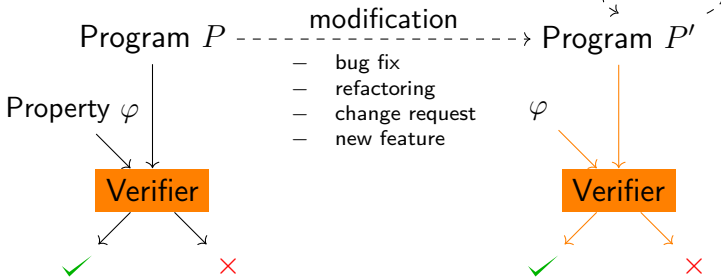 modification
Program P
Program P′
– bug fix
– refactoring
– change request
– new feature
Property φ
φ
Verifier
Verifier
✓
×
✓
×